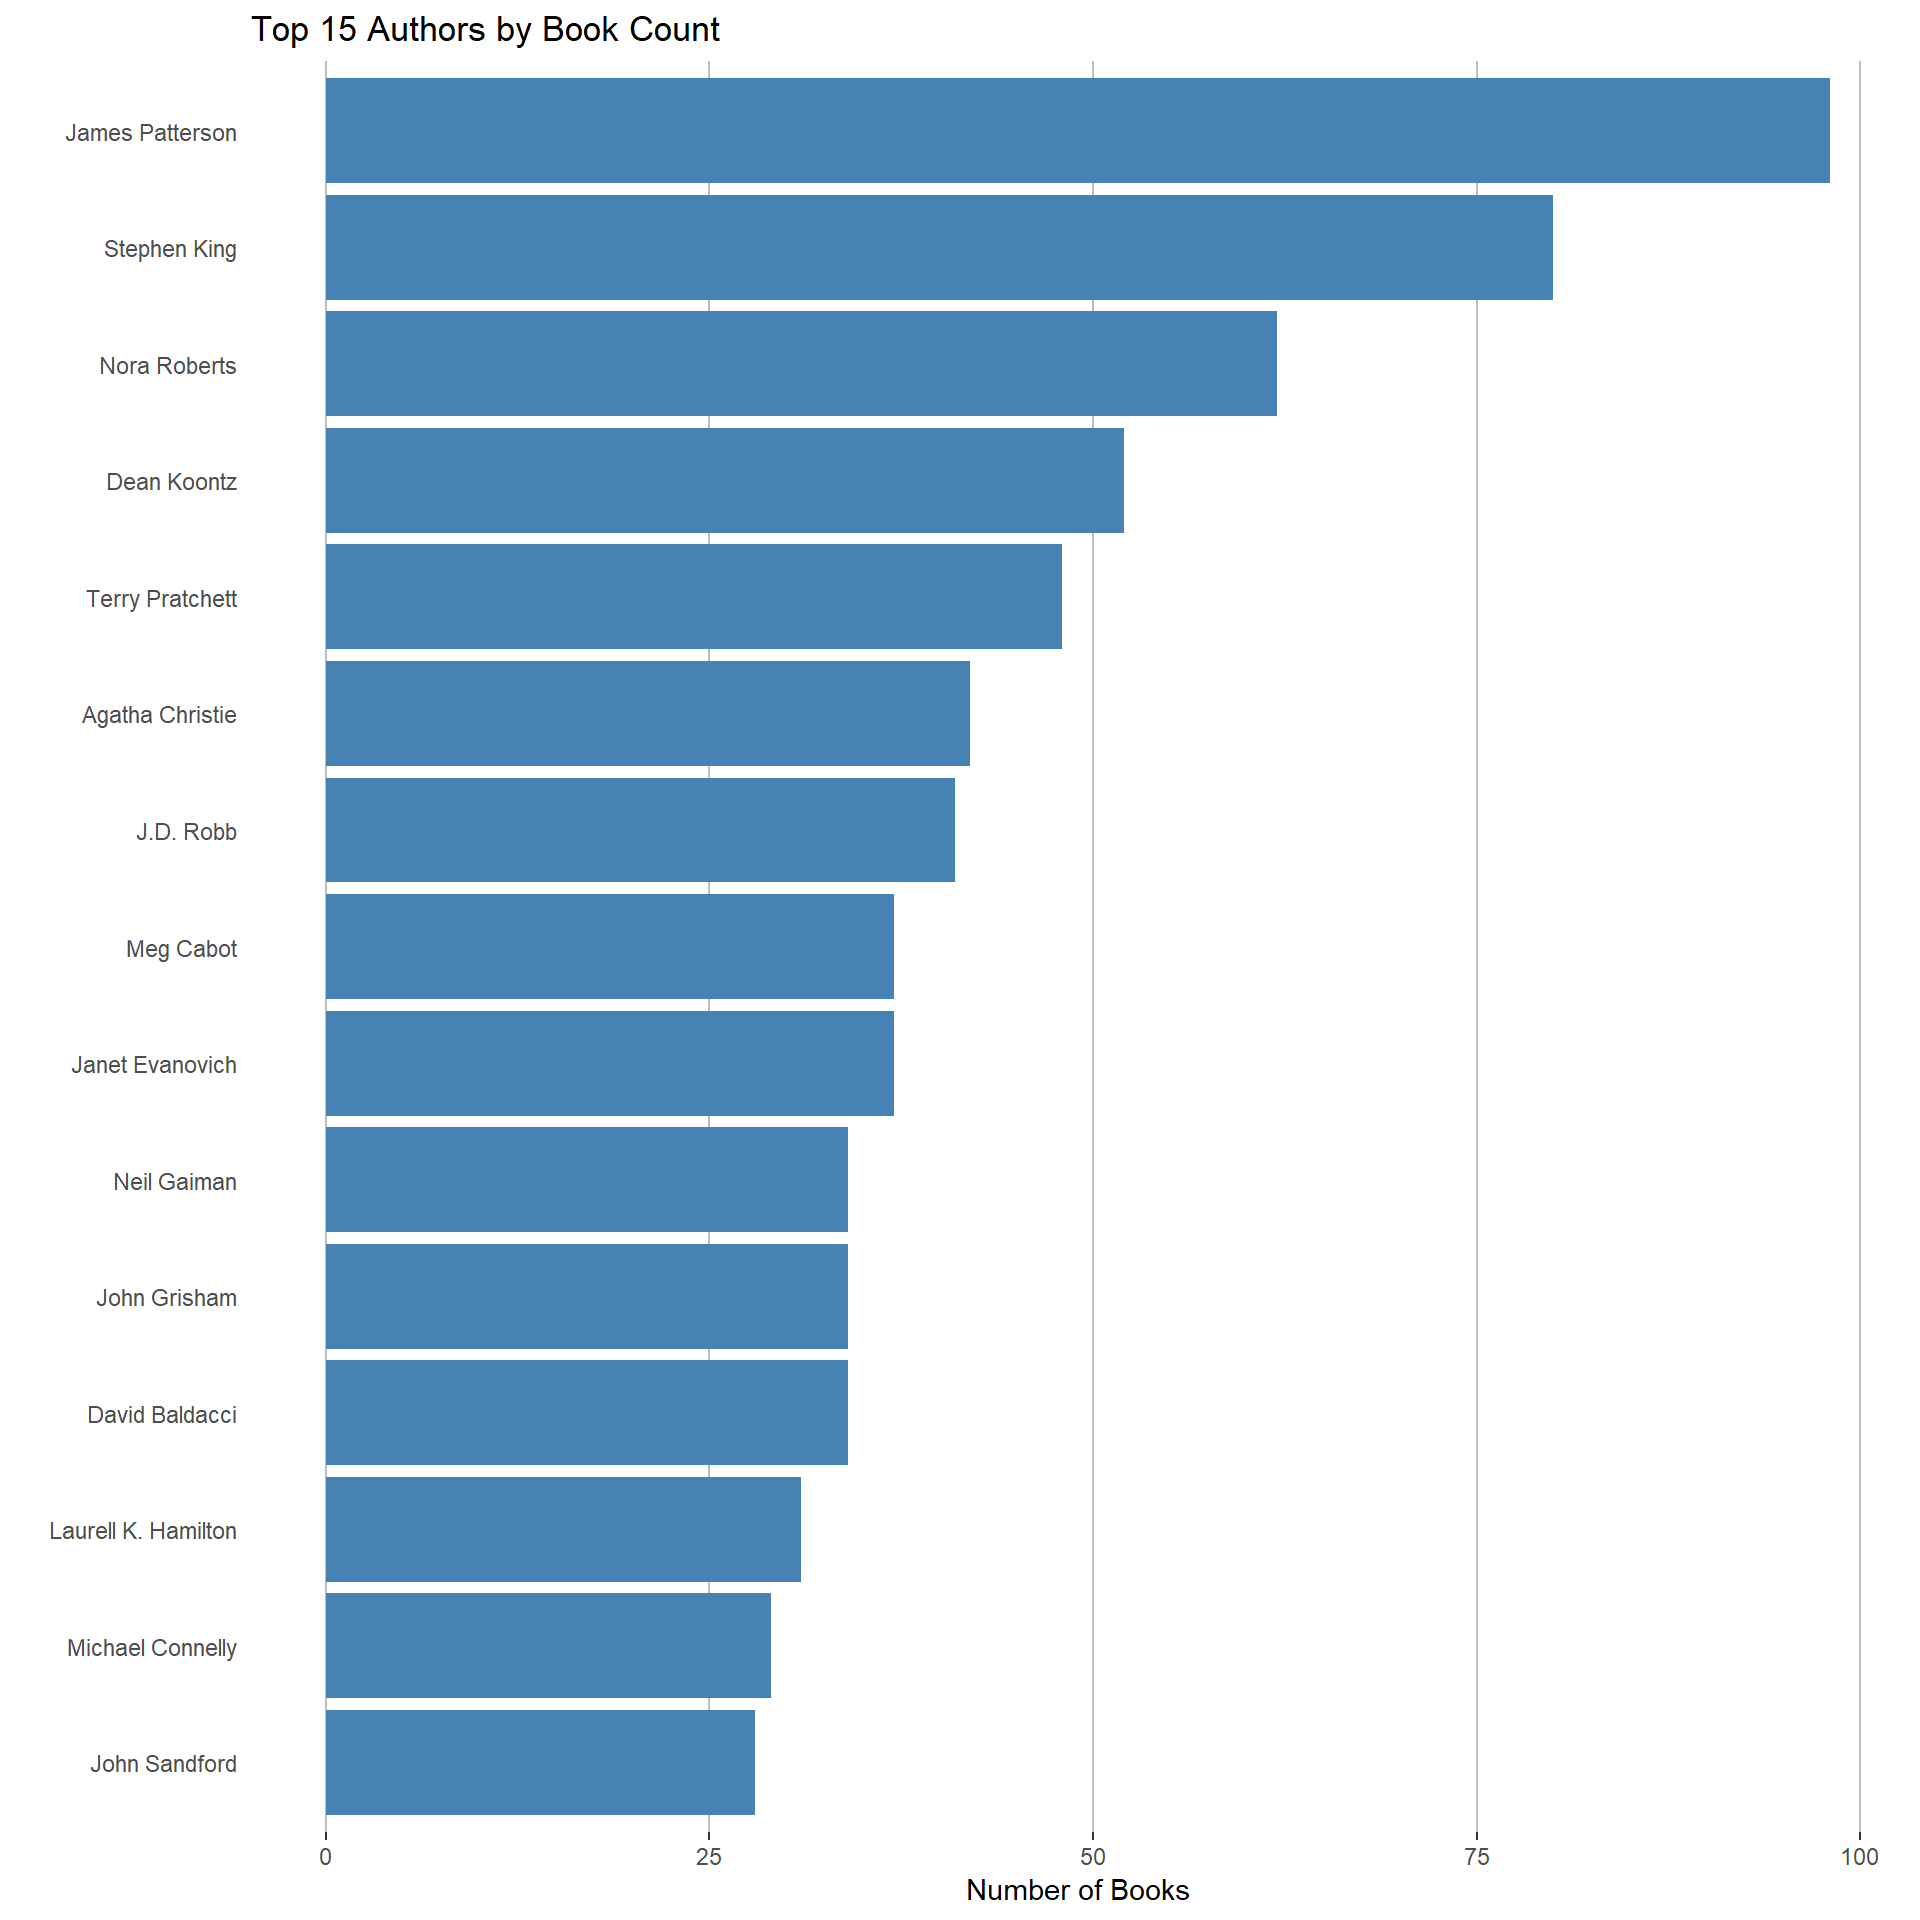 Top 15 Authors by Book Count
James Patterson
Stephen King
Nora Roberts
Dean Koontz
Terry Pratchett
Agatha Christie
J.D. Robb
Meg Cabot
Janet Evanovich
Neil Gaiman
John Grisham
David Baldacci
Laurell K. Hamilton
Michael Connelly
John Sandford
0 25 50 75 100
Number of Books